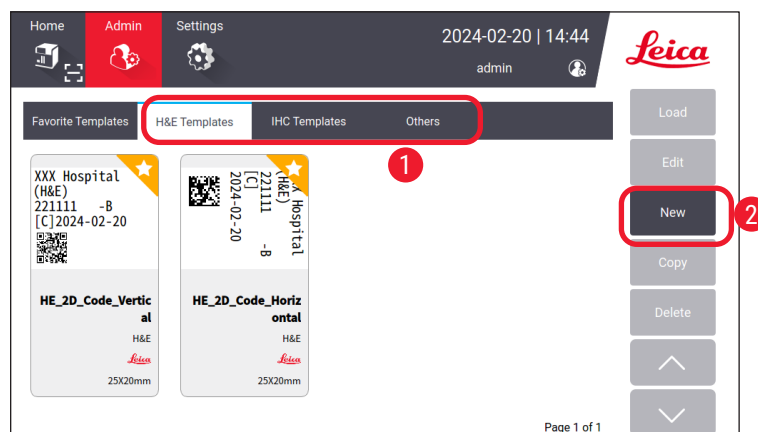 Home
Admin
Settings
2024-02-20 | 14:44
admin
Leica
Favorite Templates
H&E Templates
IHC Templates
Others
1
Load
Edit
New
2
Copy
Delete
XXX Hospital
(H&E)
221111 -B
[C]2024-02-20
HE_2D_Code_Vertic
al
H&E
Leica
25X20mm
X Hospital
(H&E)
221111 -B
[C]
2024-02-20
HE_2D_Code_Horiz
ontal
H&E
Leica
25X20mm
Page 1 of 1